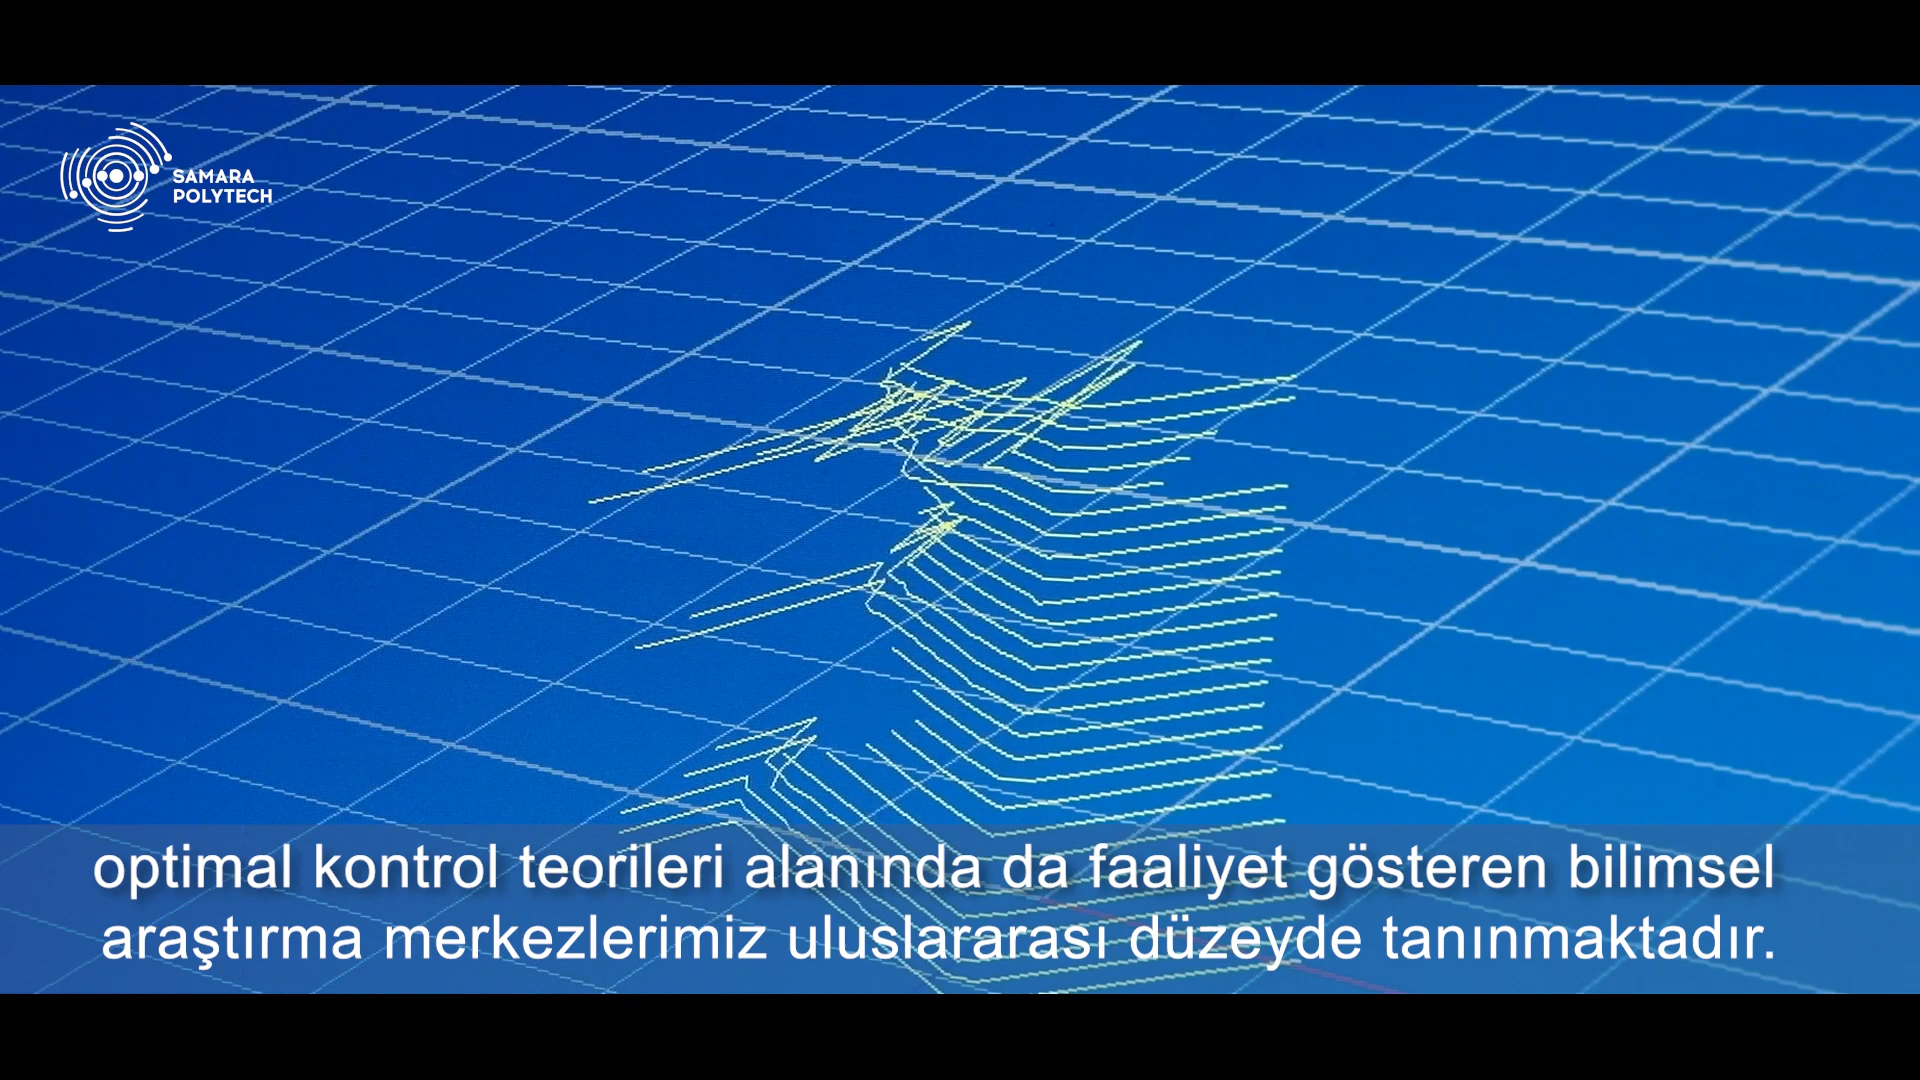 SAMARA
POLYTECH
optimal kontrol teorileri alanında da faaliyet gösteren bilimsel
araştırma merkezlerimiz uluslararası düzeyde tanınmaktadır.